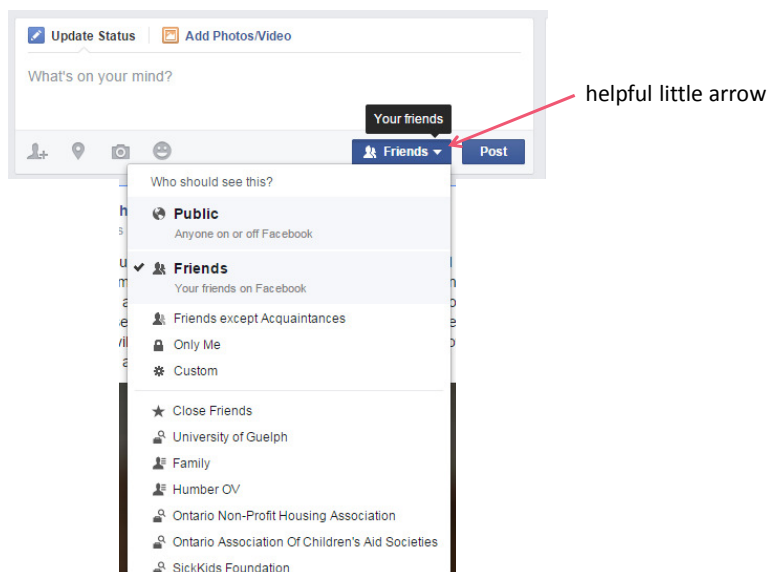 Update Status Add Photos/Video
What's on your mind?
helpful little arrow
Your friends
Friends Post
Who should see this?
Public
Anyone on or off Facebook
Friends
Your friends on Facebook
Friends except Acquaintances
Only Me
Custom
Close Friends
University of Guelph
Family
Humber OV
Ontario Non-Profit Housing Association
Ontario Association Of Children's Aid Societies
SickKids Foundation